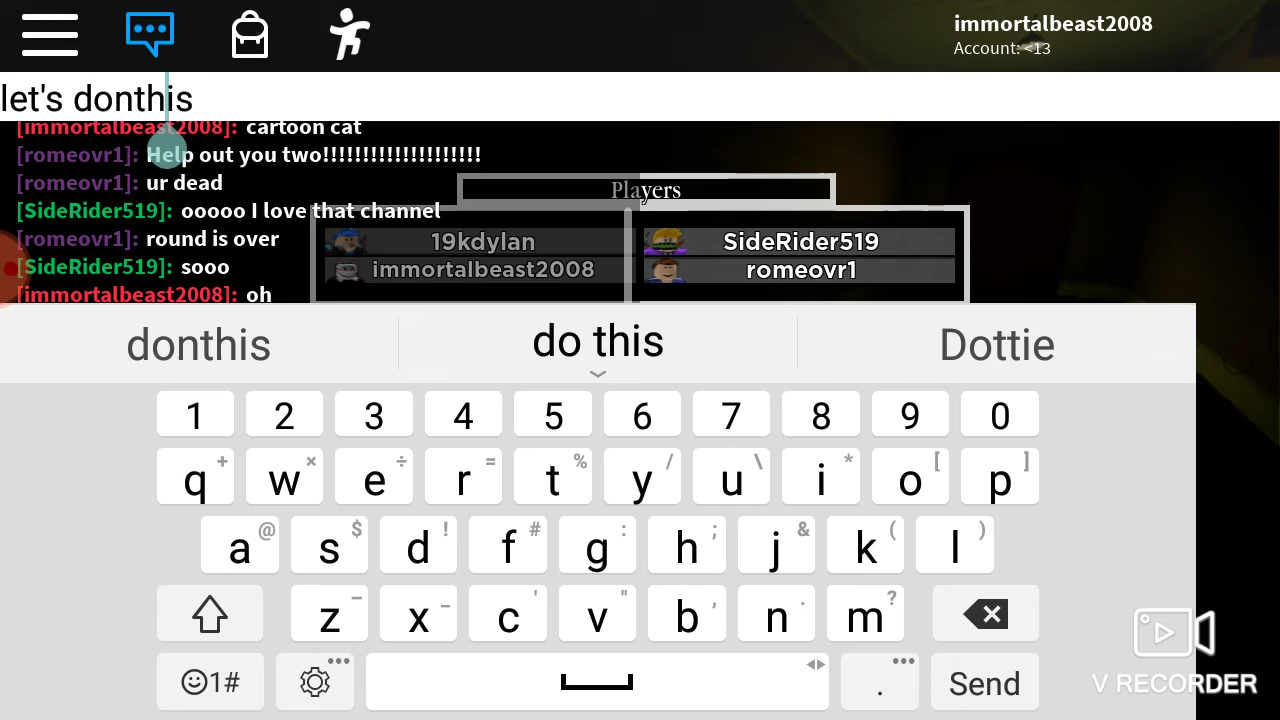 immortalbeast2008
Account: <13
let's donthis
[immortalbeast2008]: cartoon cat
[romeovr1]: Help out you two!!!!!!!!!!!!!!!!!!!!
[romeovr1]: ur dead
[SideRider519]: ooooo I love that channel
[romeovr1]: round is over
[SideRider519]: sooo
[immortalbeast2008]: oh
Players
19kdylan SideRider519
immortalbeast2008 romeovr1
donthis do this Dottie
1 2 3 4 5 6 7 8 9 0
q + w × e ÷ r = t % y / u \ i * o [ p ]
a @ s $ d ! f # g : h ; j & k ( l )
z – x _ c ' v " b , n . m ?
1# . Send
V RECORDER